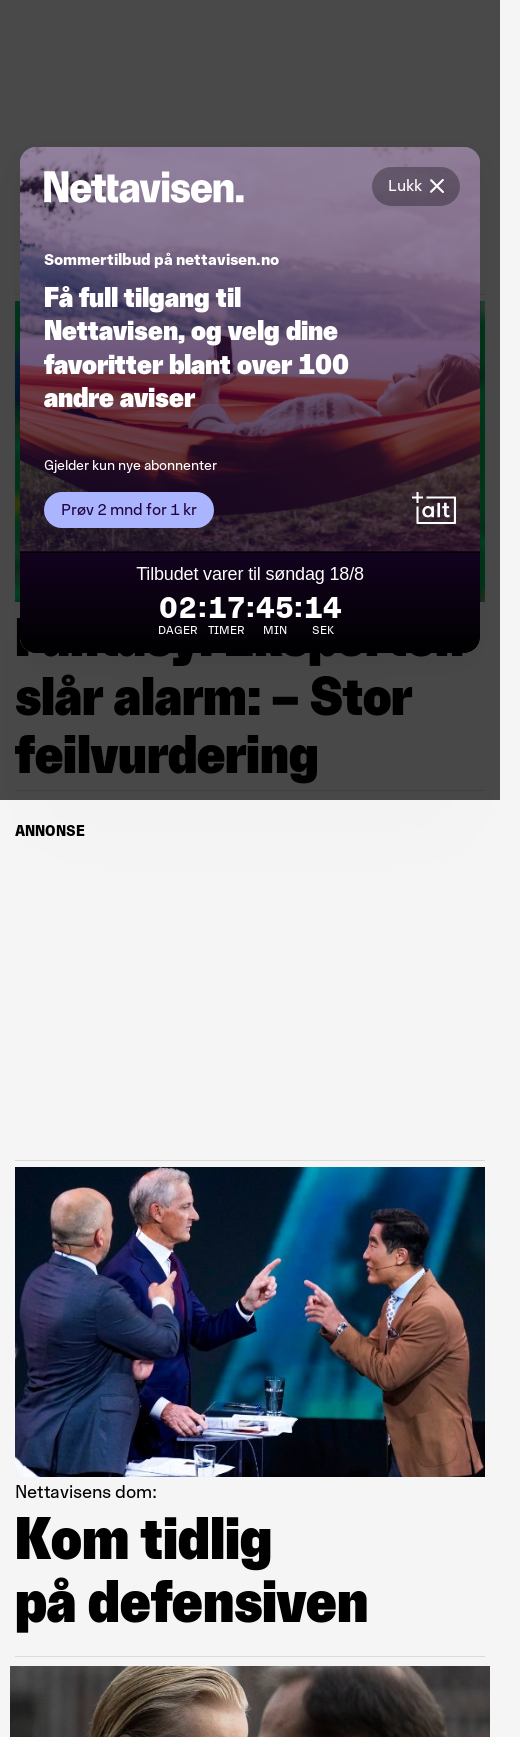 Nettavisen.
Lukk
Sommertilbud på nettavisen.no
Få full tilgang til
Nettavisen, og velg dine
favoritter blant over 100
andre aviser
Gjelder kun nye abonnenter
Prøv 2 mnd for 1 kr
+alt
Tilbudet varer til søndag 18/8
02:17:45:14
DAGER TIMER MIN SEK
slår alarm: – Stor
feilvurdering
ANNONSE
Nettavisens dom:
Kom tidlig
på defensiven